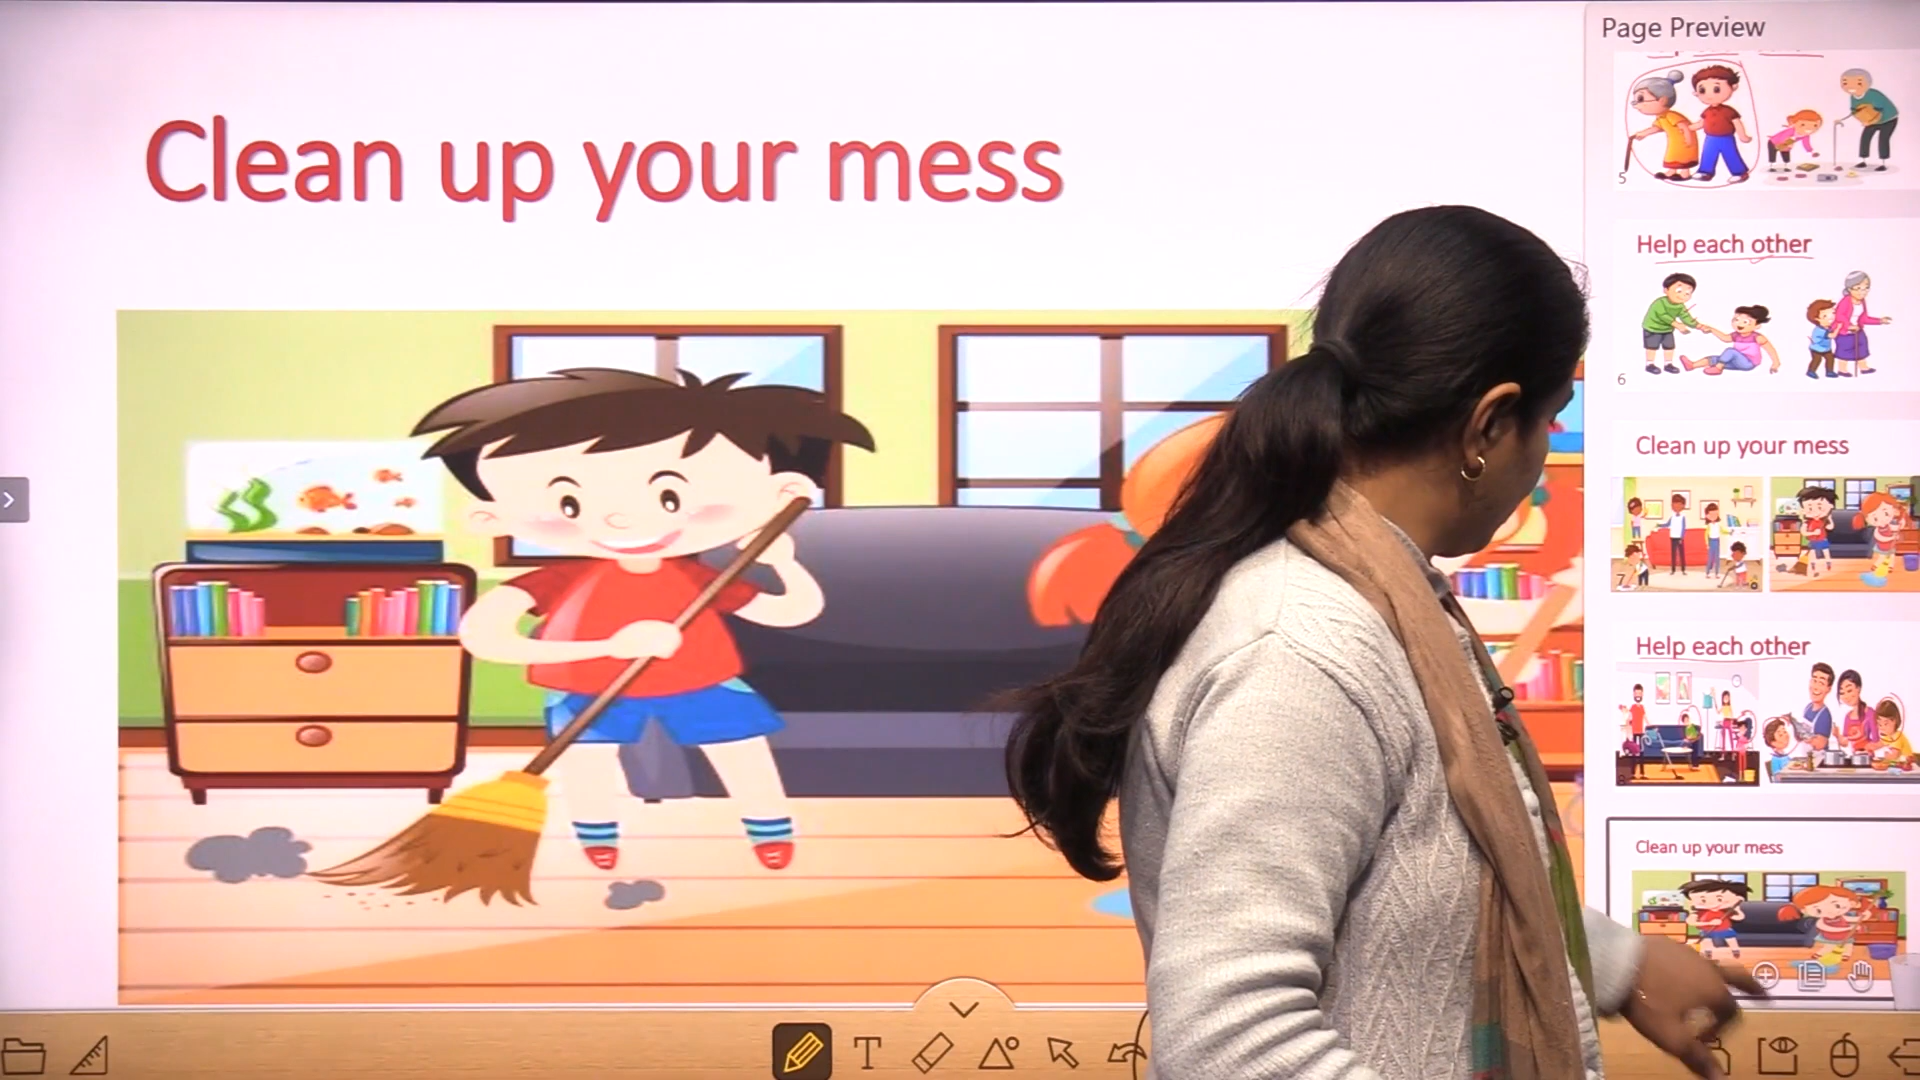 Clean up your mess
Page Preview
5
Help each other
6
Clean up your mess
7
Help each other
Clean up your mess
T